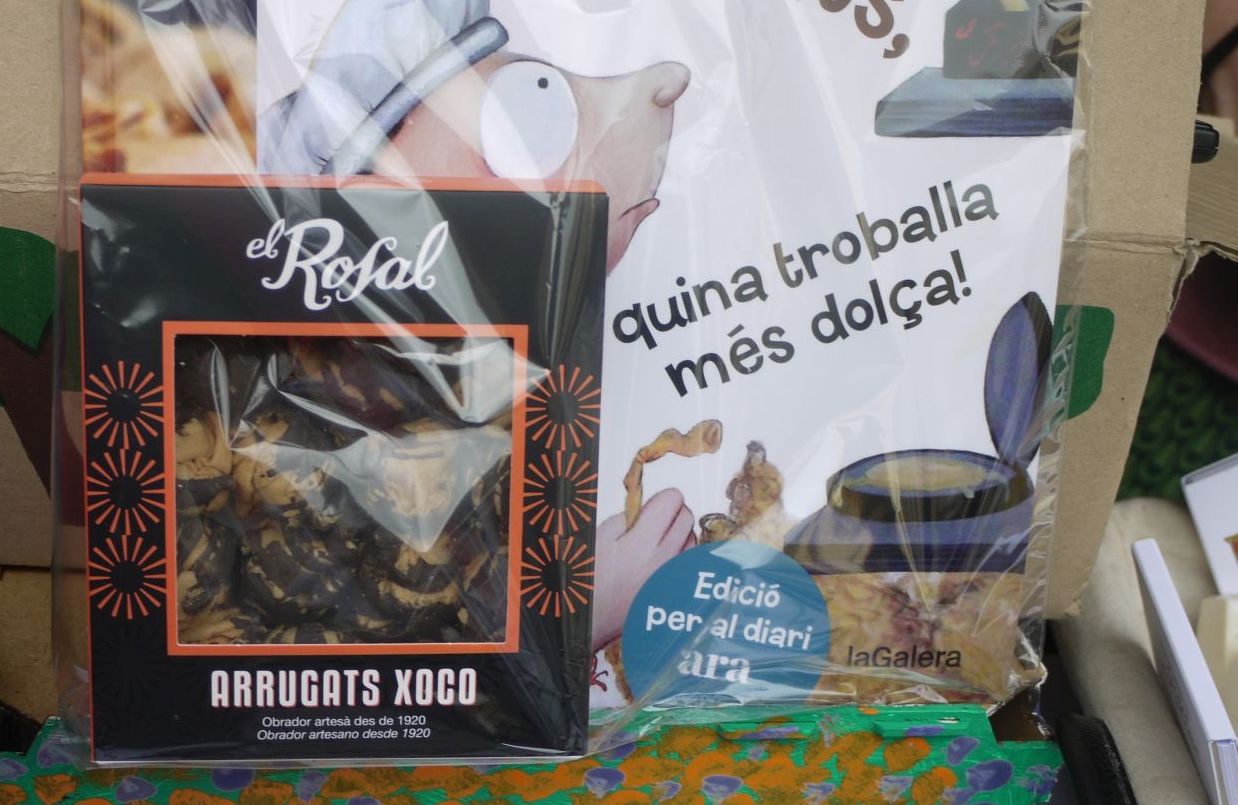 el Rosal
ARRUGATS XOCO
Obrador artesà des de 1920
Obrador artesano desde 1920
quina troballa
més dolça!
Edició
per al diari
ara
laGalera